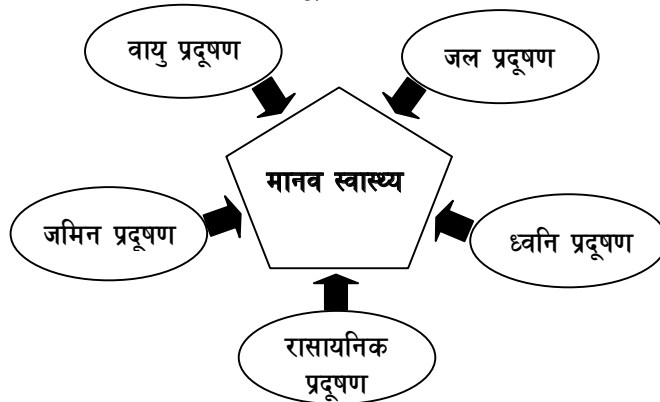 वायु प्रदूषण
जल प्रदूषण
मानव स्वास्थ्य
जमिन प्रदूषण
ध्वनि प्रदूषण
रासायनिक
प्रदूषण